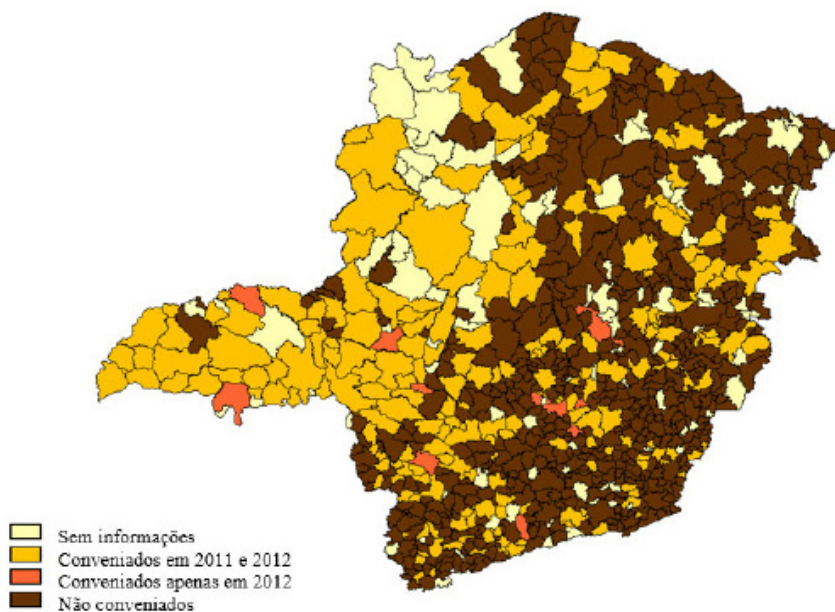 Sem informações
Conveniados em 2011 e 2012
Conveniados apenas em 2012
Não conveniados